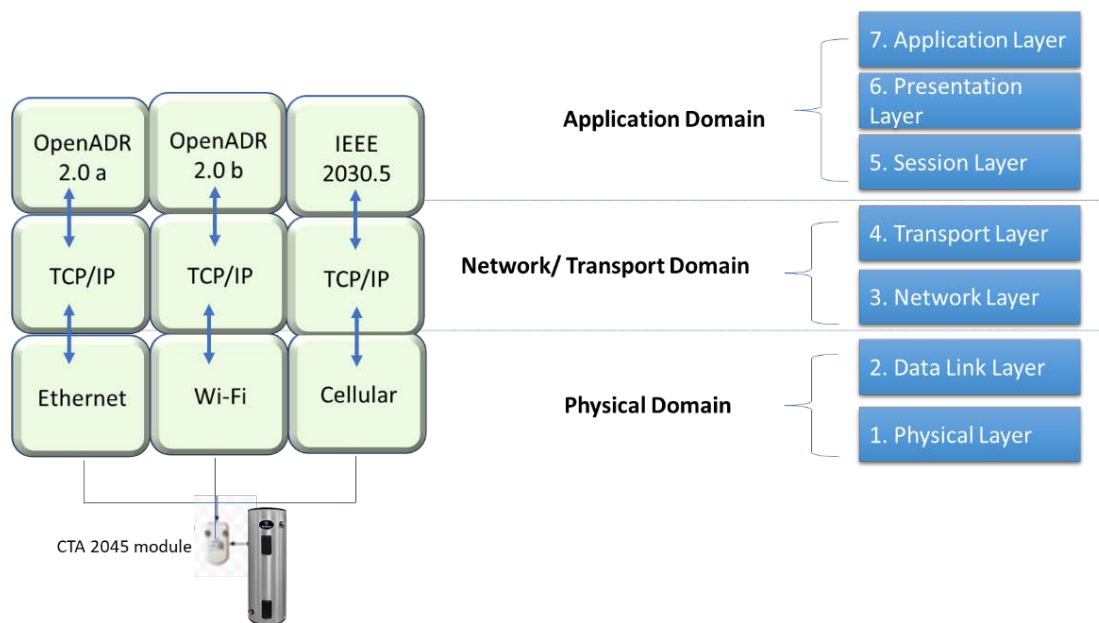 OpenADR
2.0 a
OpenADR
2.0 b
IEEE
2030.5
TCP/IP
TCP/IP
TCP/IP
Ethernet
Wi-Fi
Cellular
CTA 2045 module
Application Domain
Network/ Transport Domain
Physical Domain
7. Application Layer
6. Presentation
Layer
5. Session Layer
4. Transport Layer
3. Network Layer
2. Data Link Layer
1. Physical Layer